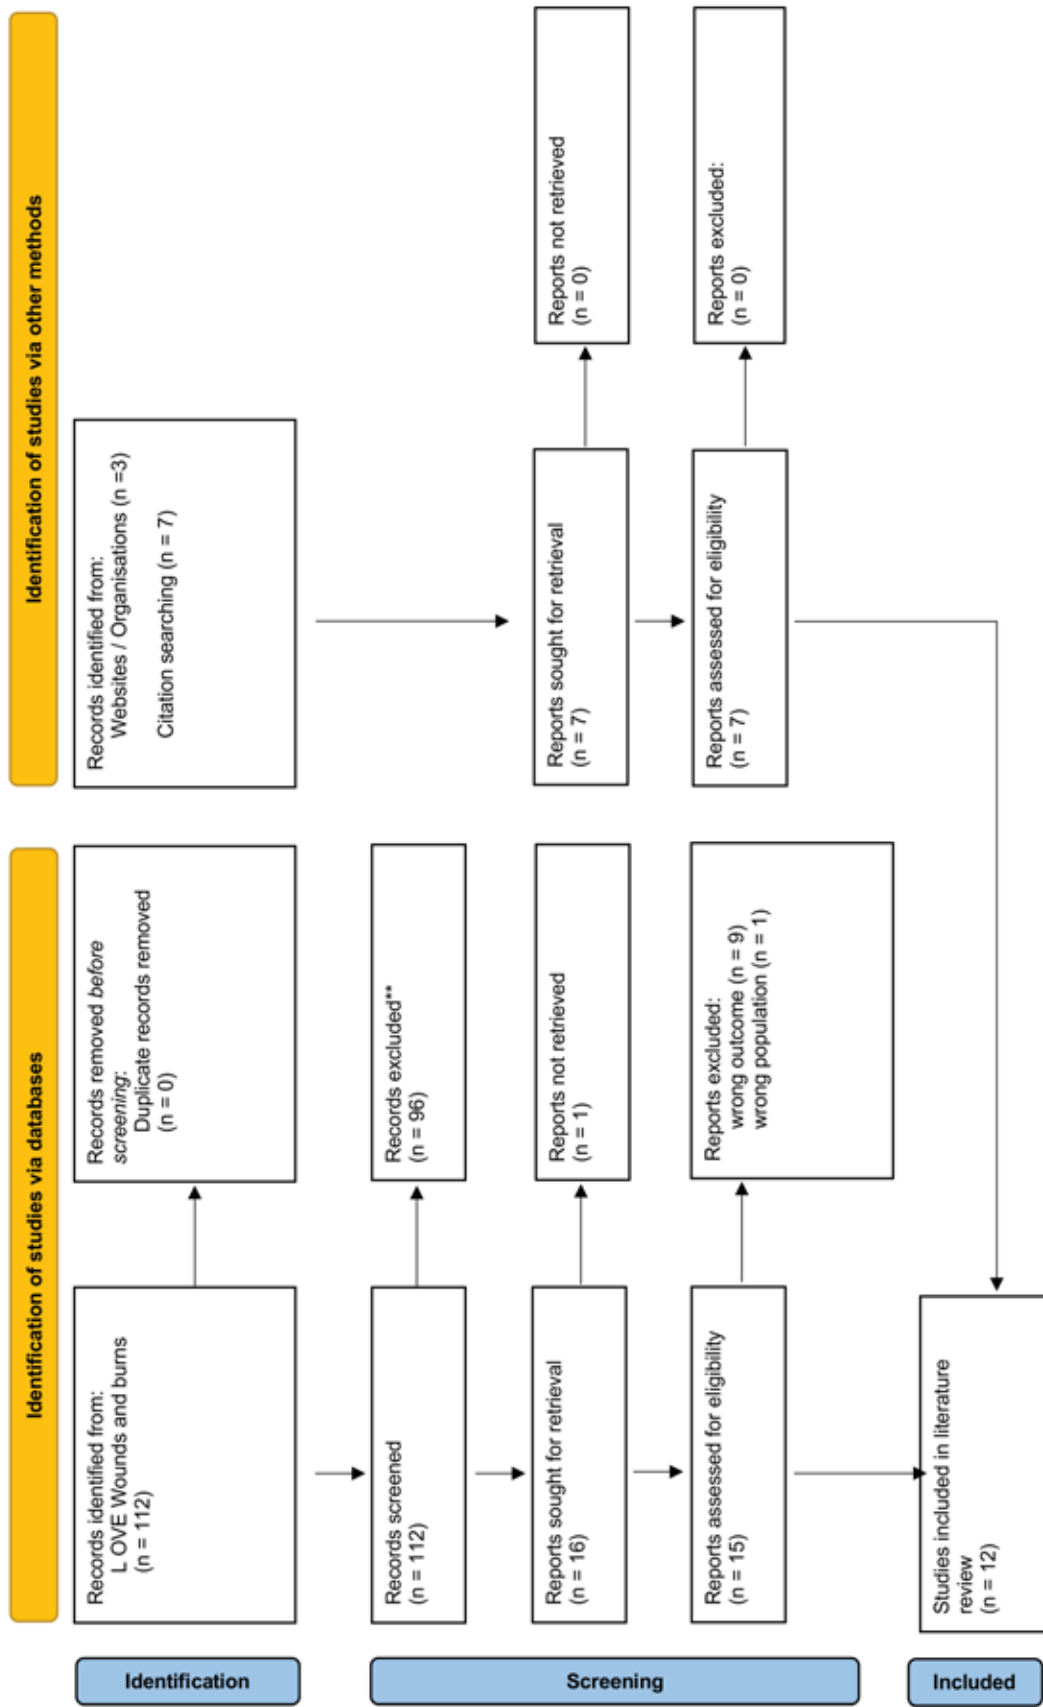 Identification of studies via databases
Identification of studies via other methods
Identification
Records identified from:
L OVE Wounds and burns
(n = 112)
Records removed before
screening:
Duplicate records removed
(n = 0)
Records identified from:
Websites / Organisations (n =3)
Citation searching (n = 7)
Screening
Records screened
(n = 112)
Records excluded**
(n = 96)
Reports sought for retrieval
(n = 16)
Reports not retrieved
(n = 1)
Reports sought for retrieval
(n = 7)
Reports not retrieved
(n = 0)
Reports assessed for eligibility
(n = 15)
Reports excluded:
wrong outcome (n = 9)
wrong population (n = 1)
Reports assessed for eligibility
(n = 7)
Reports excluded:
(n = 0)
Included
Studies included in literature
review
(n = 12)